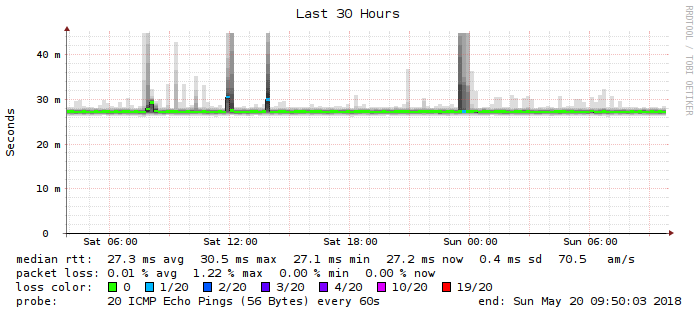 Last 30 Hours
RRDTOOL / TOBI OETIKER
Seconds
40 m
30 m
20 m
10 m
0
Sat 06:00 Sat 12:00 Sat 18:00 Sun 00:00 Sun 06:00
median rtt: 27.3 ms avg 30.5 ms max 27.1 ms min 27.2 ms now 0.4 ms sd 70.5 am/s
packet loss: 0.01 % avg 1.22 % max 0.00 % min 0.00 % now
loss color: 0 1/20 2/20 3/20 4/20 10/20 19/20
probe: 20 ICMP Echo Pings (56 Bytes) every 60s end: Sun May 20 09:50:03 2018